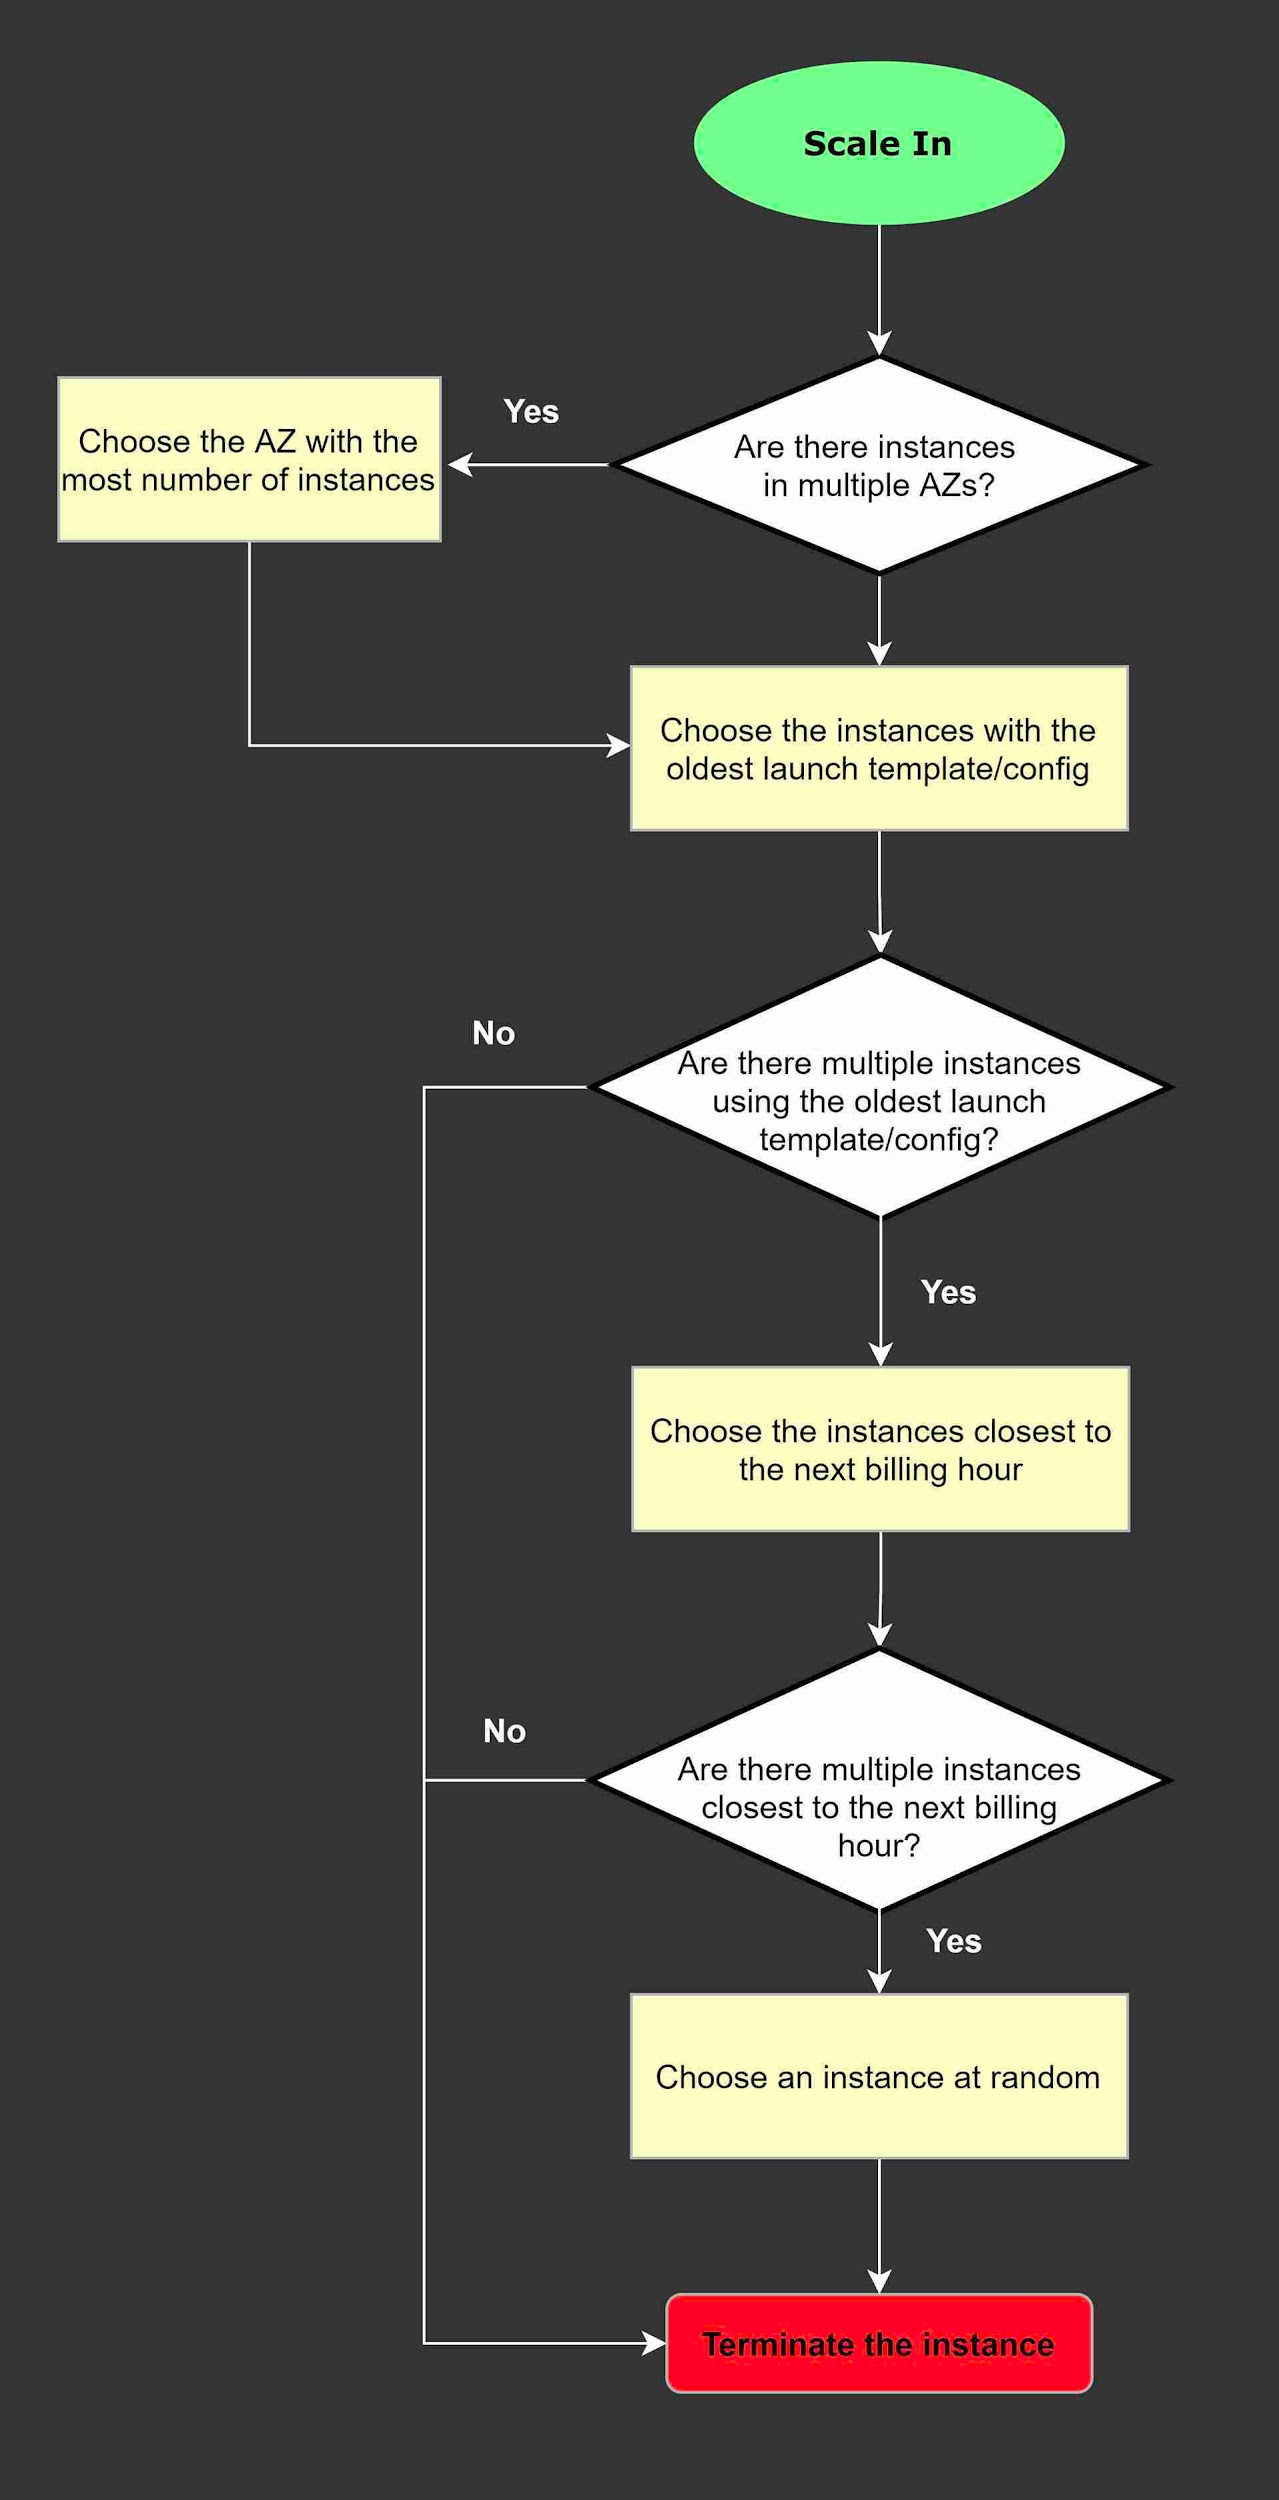 Scale In
Yes
Are there instances
in multiple AZs?
Choose the AZ with the
most number of instances
Choose the instances with the
oldest launch template/config
No
Are there multiple instances
using the oldest launch
template/config?
Yes
Choose the instances closest to
the next billing hour
No
Are there multiple instances
closest to the next billing
hour?
Yes
Choose an instance at random
Terminate the instance